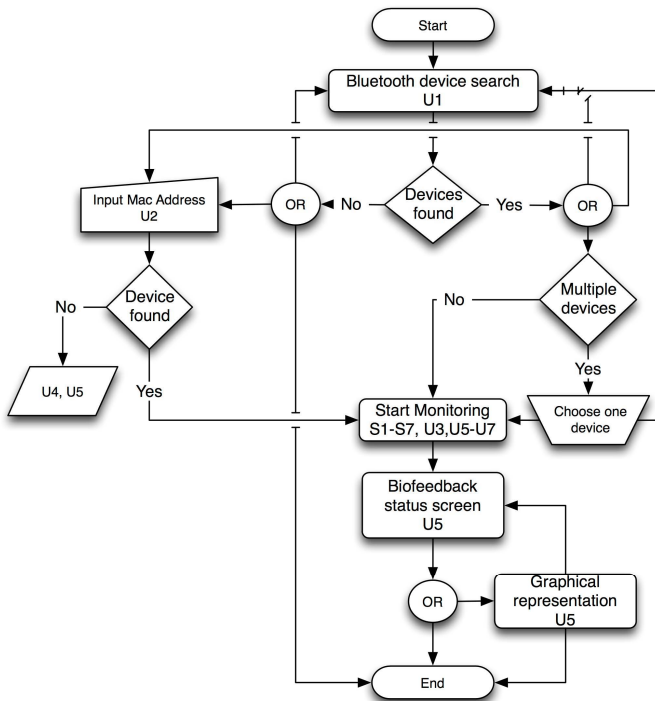 Start
Bluetooth device search
U1
Input Mac Address
U2
OR
No
Devices
found
Yes
OR
Device
found
No
Yes
U4, U5
Multiple
devices
No
Yes
Choose one
device
Start Monitoring
S1-S7, U3,U5-U7
Biofeedback
status screen
U5
OR
Graphical
representation
U5
End